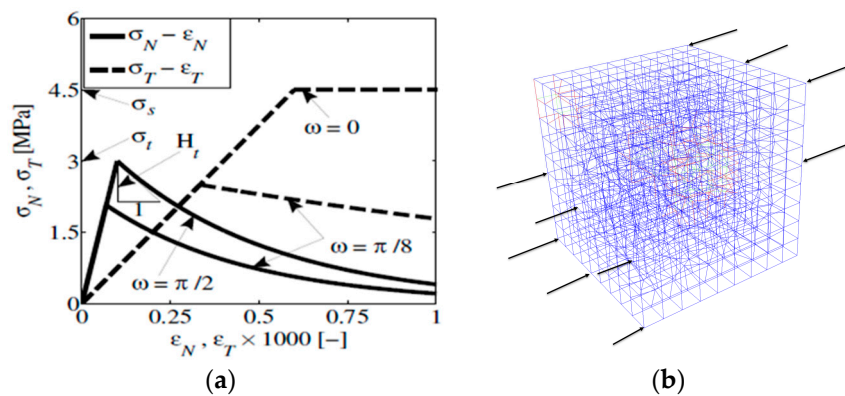 6
σN − εN
σT − εT
4.5
σs
ω = 0
σt
Ht
3
1
σN , σT [MPa]
1.5
ω = π /8
ω = π /2
0
0 0.25 0.5 0.75 1
εN , εT × 1000 [−]
(a) (b)